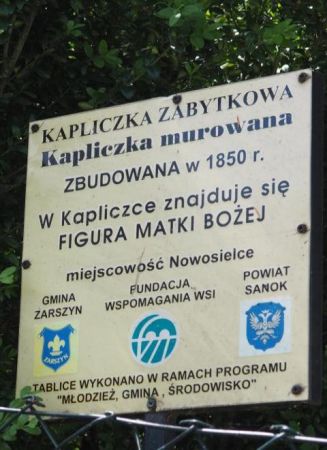 KAPLICZKA ZABYTKOWA
Kapliczka murowana
ZBUDOWANA w 1850 r.
W Kapliczce znajduje się
FIGURA MATKI BOŻEJ
miejscowość Nowosielce
GMINA
ZARSZYN
FUNDACJA
WSPOMAGANIA WSI
POWIAT
SANOK
ZARSZYN
TABLICE WYKONANO W RAMACH PROGRAMU
"MŁODZIEŻ, GMINA , ŚRODOWISKO"